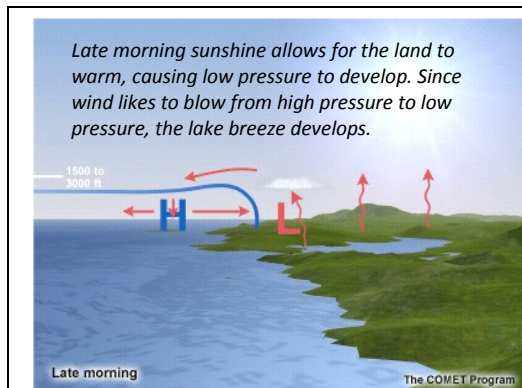 Late morning sunshine allows for the land to
warm, causing low pressure to develop. Since
wind likes to blow from high pressure to low
pressure, the lake breeze develops.
1500 to
3000 ft
H
L
Late morning
The COMET Program